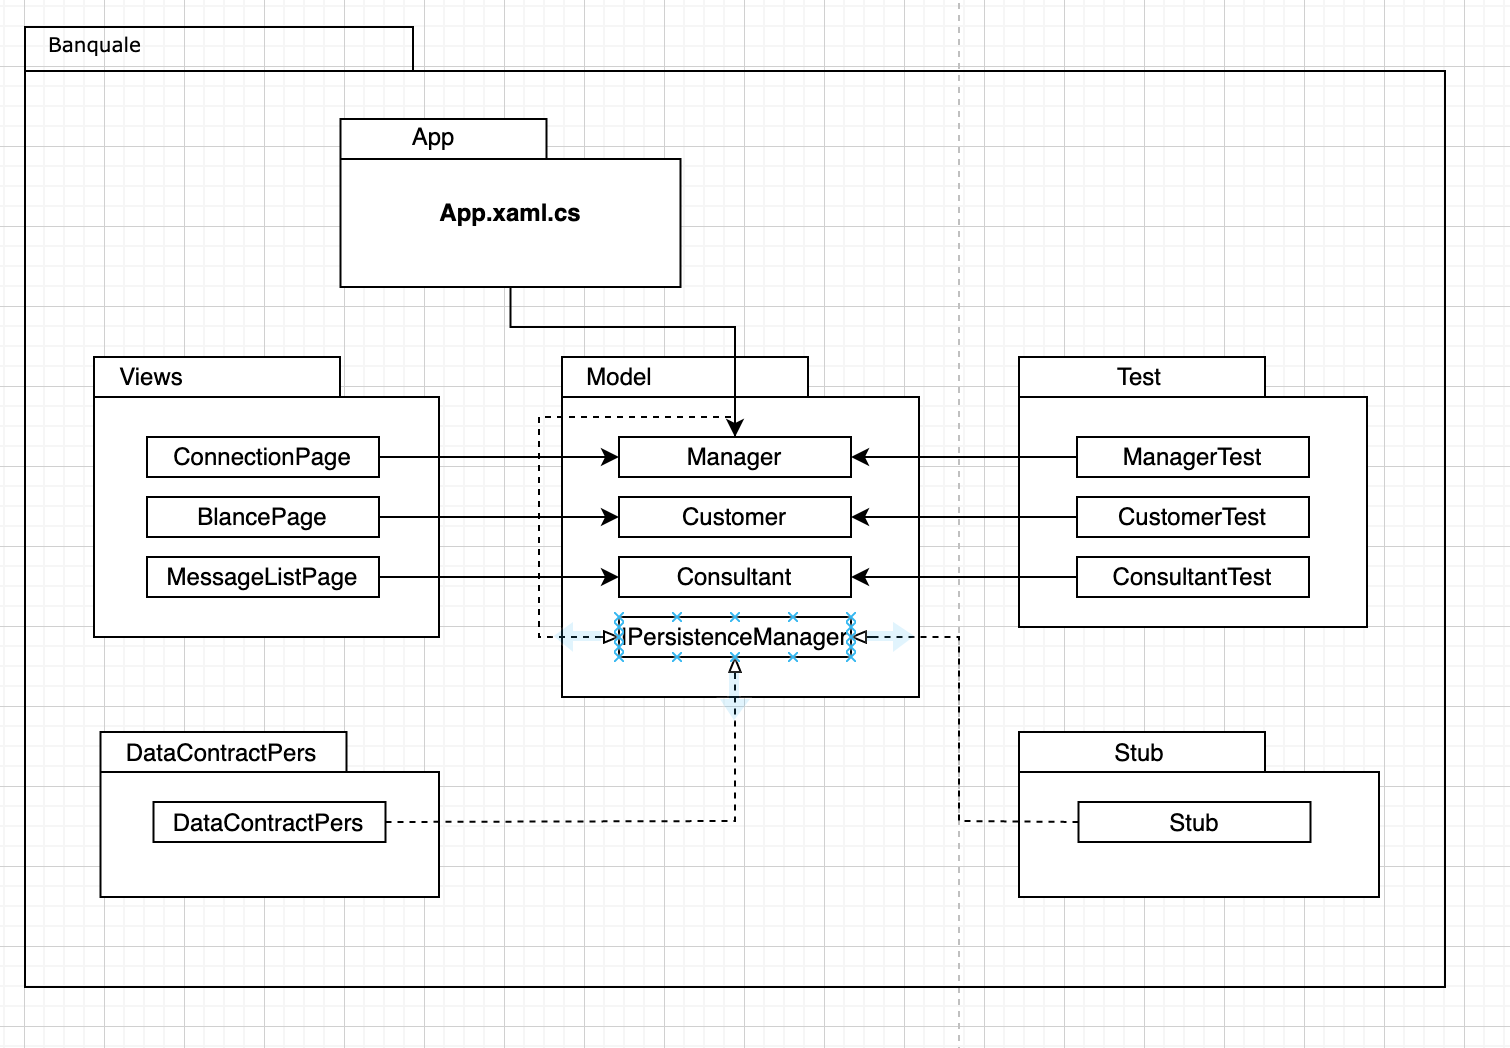 Banquale
App
App.xaml.cs
Views
ConnectionPage
BlancePage
MessageListPage
Model
Manager
Customer
Consultant
IPersistenceManager
Test
ManagerTest
CustomerTest
ConsultantTest
DataContractPers
DataContractPers
Stub
Stub